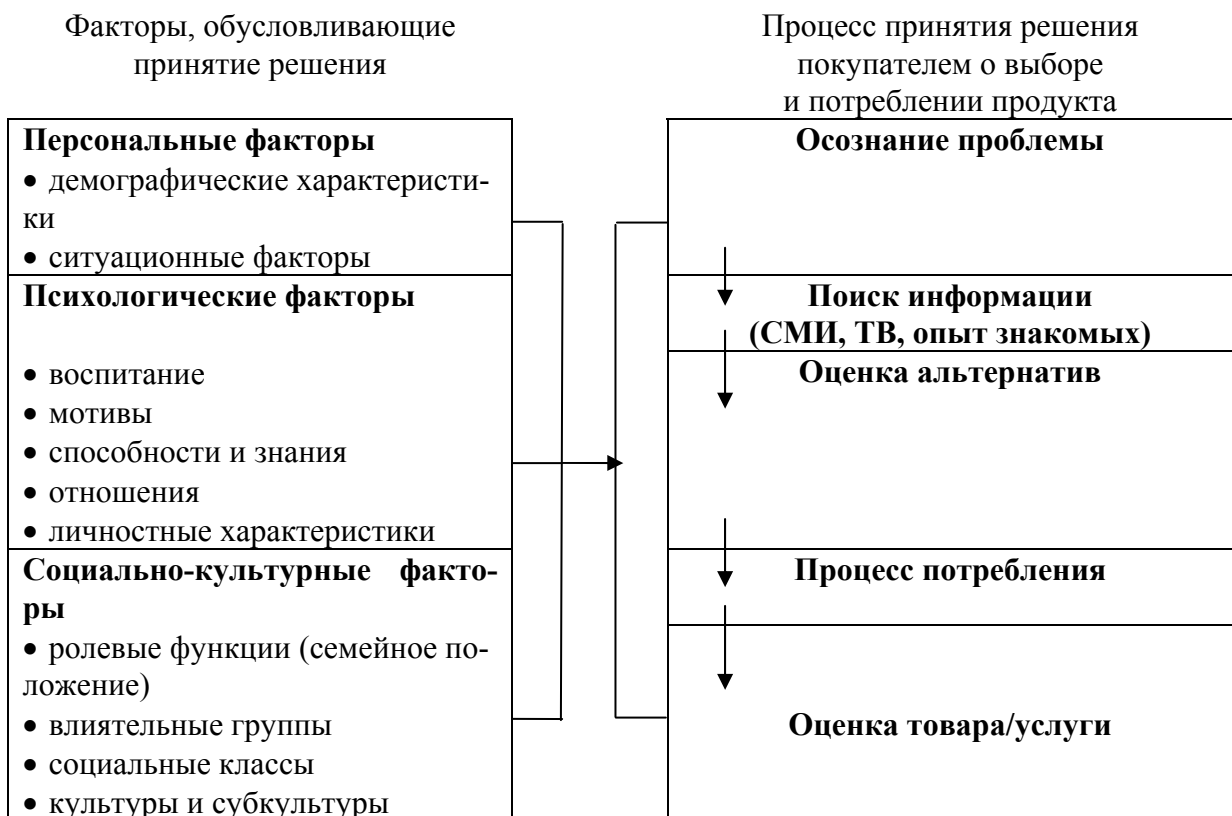 Факторы, обусловливающие
принятие решения
Персональные факторы
• демографические характеристи-
ки
• ситуационные факторы
Психологические факторы
• воспитание
• мотивы
• способности и знания
• отношения
• личностные характеристики
Социально-культурные факто-
ры
• ролевые функции (семейное по-
ложение)
• влиятельные группы
• социальные классы
• культуры и субкультуры
Процесс принятия решения
покупателем о выборе
и потреблении продукта
Осознание проблемы
Поиск информации
(СМИ, ТВ, опыт знакомых)
Оценка альтернатив
Процесс потребления
Оценка товара/услуги